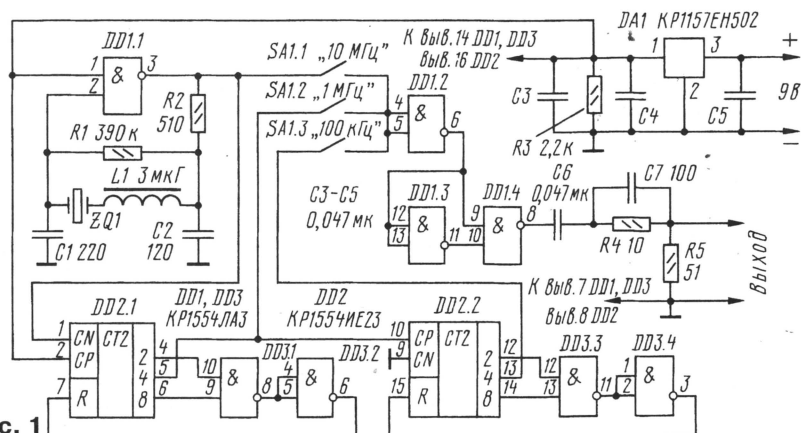 DD1.1
SA1.1 „10 МГц"
К выв.14 DD1, DD3
выв.16 DD2
DA1 КР1157ЕН502
1
2
&
3
R2
510
SA1.2 „1 МГц"
SA1.3 „100 кГц"
DD1.2
4
5
&
6
C3
R3 2,2к
C4
1
3
2
C5
+
9В
−
R1 390к
L1 3 мкГ
ZQ1
C1 220
C2
120
C3–C5
0,047 мк
DD1.3
12
13
&
11
DD1.4
9
10
&
8
C6
0,047 мк
C7 100
R4 10
R5
51
Выход
К выв.7 DD1, DD3
выв.8 DD2
DD2.1
DD1, DD3
КР1554ЛА3
DD2
КР1554ИЕ23
DD2.2
DD3.3
DD3.4
1
2
7
CN
CP
R
CT2
2
4
8
4
5
6
10
9
&
DD3.1
8
4
5
&
DD3.2
6
10
9
15
CP
CN
R
CT2
2
4
8
12
13
14
12
13
&
11
1
2
&
3
с. 1